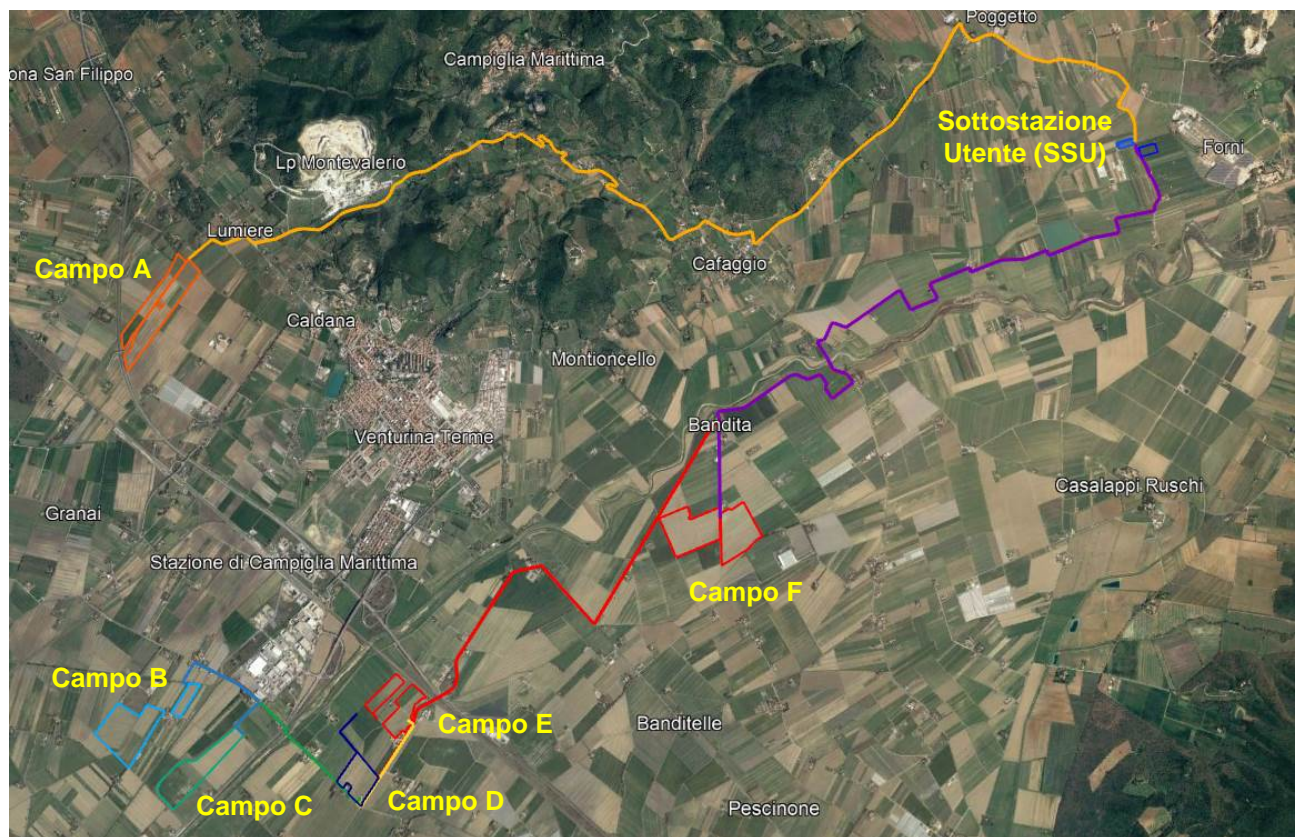 Poggetto
Campiglia Marittima
ona San Filippo
Sottostazione
Utente (SSU)
Forni
Lp Montevalerio
Lumiere
Campo A
Cafaggio
Caldana
Montioncello
Bandita
Venturina Terme
Casalappi Ruschi
Granai
Stazione di Campiglia Marittima
Campo F
Campo B
Campo E
Banditelle
Campo C
Campo D
Pescinone